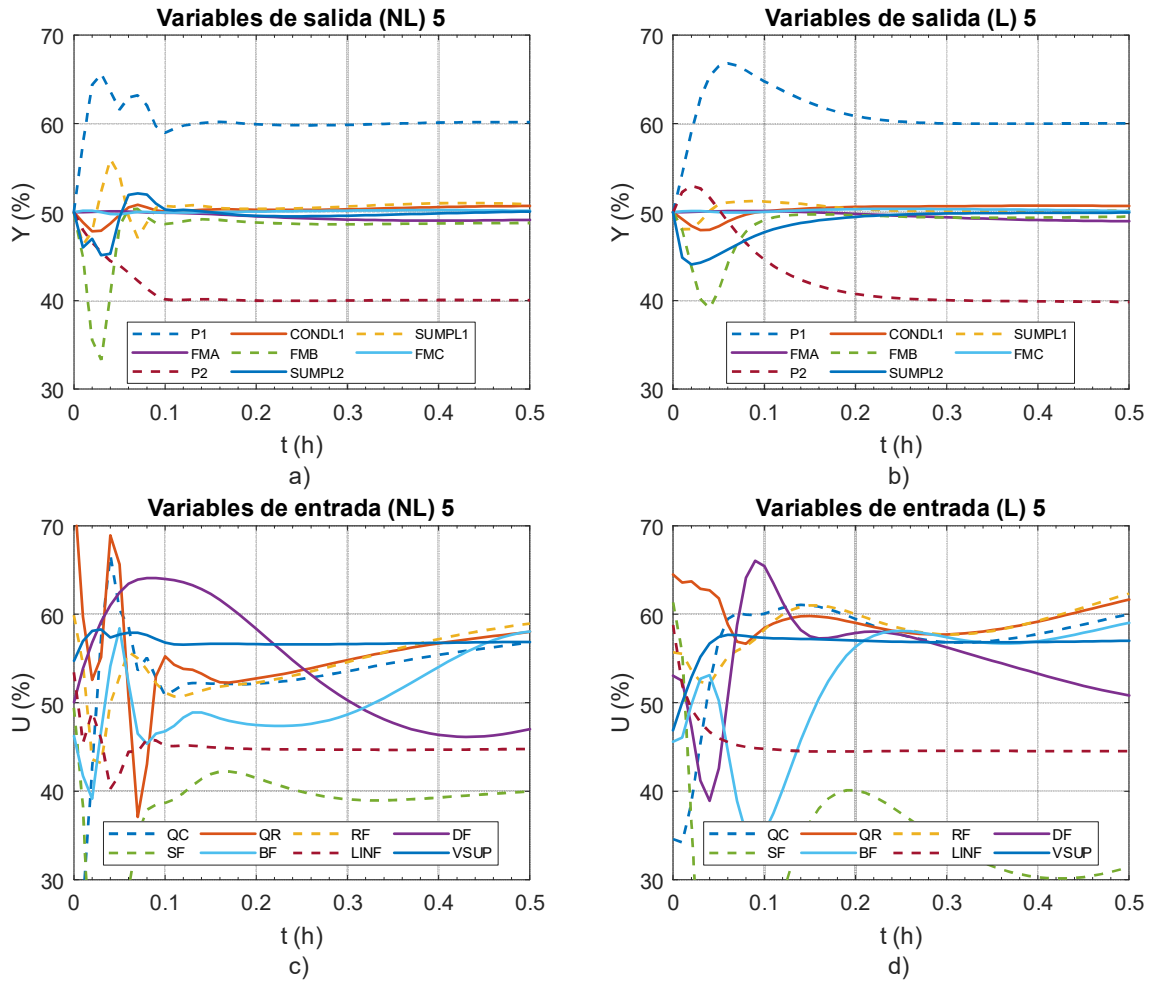 Variables de salida (NL) 5
70
60
50
40
30
Y (%)
P1 CONDL1 SUMPL1
FMA FMB FMC
P2 SUMPL2
0 0.1 0.2 0.3 0.4 0.5
t (h)
a)
Variables de salida (L) 5
70
60
50
40
30
Y (%)
P1 CONDL1 SUMPL1
FMA FMB FMC
P2 SUMPL2
0 0.1 0.2 0.3 0.4 0.5
t (h)
b)
Variables de entrada (NL) 5
70
60
50
40
30
U (%)
QC QR RF DF
SF BF LINF VSUP
0 0.1 0.2 0.3 0.4 0.5
t (h)
c)
Variables de entrada (L) 5
70
60
50
40
30
U (%)
QC QR RF DF
SF BF LINF VSUP
0 0.1 0.2 0.3 0.4 0.5
t (h)
d)